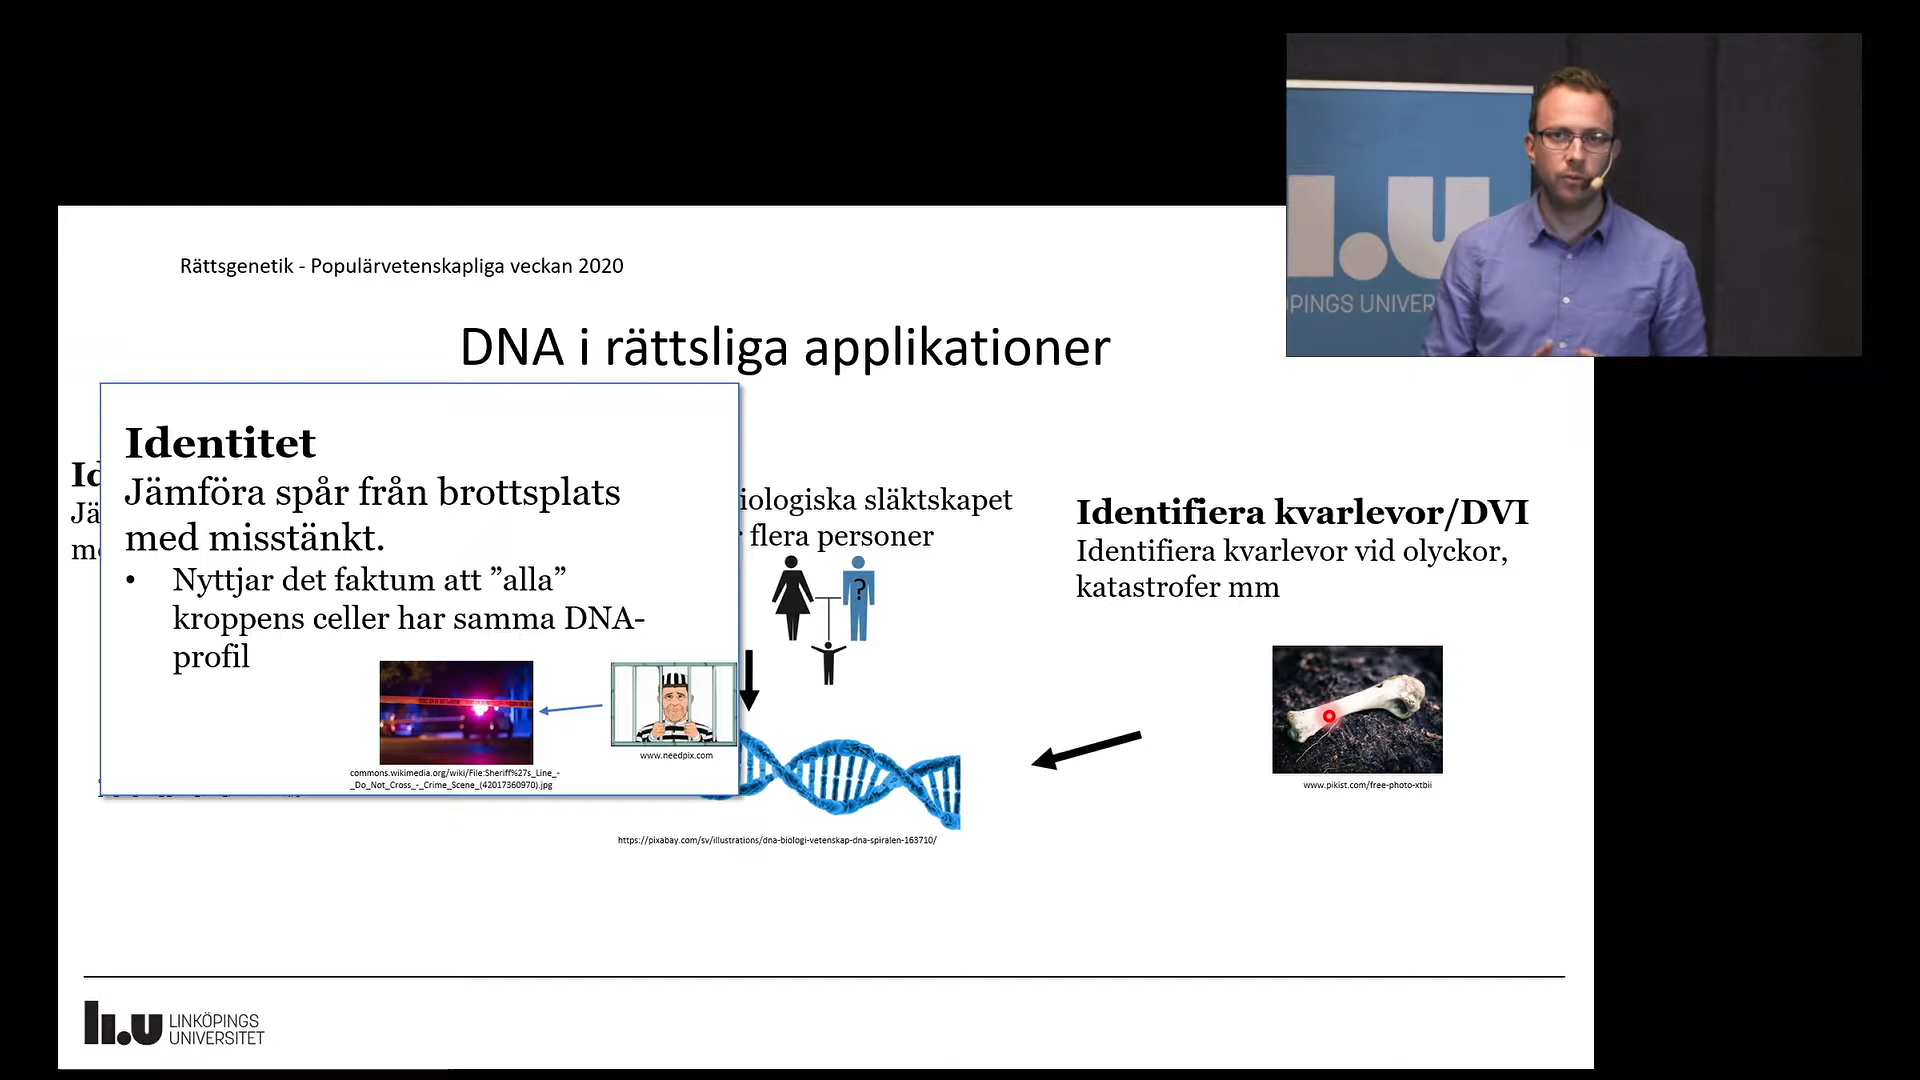 Rättsgenetik - Populärvetenskapliga veckan 2020
DNA i rättsliga applikationer
Identitet
Jämföra spår från brottsplats
med misstänkt.
• Nyttjar det faktum att ”alla”
kroppens celler har samma DNA-
profil
www.needpix.com
commons.wikimedia.org/wiki/File:Sheriff%27s_Line_-
_Do_Not_Cross_-_Crime_Scene_(42017360970).jpg
Id
Jä
iologiska släktskapet
flera personer
?
https://pixabay.com/sv/illustrations/dna-biologi-vetenskap-dna-spiralen-163710/
Identifiera kvarlevor/DVI
Identifiera kvarlevor vid olyckor,
katastrofer mm
www.pikist.com/free-photo-xtbii
li.u LINKÖPINGS
UNIVERSITET
I.U
PINGS UNIVER